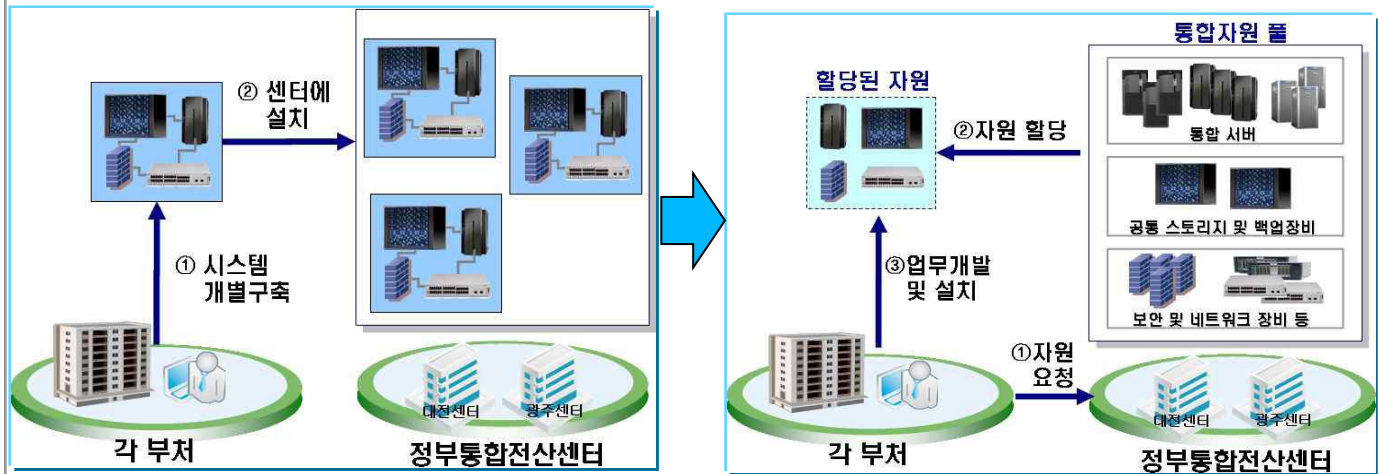 ② 센터에
설치
① 시스템
개별구축
대전센터
광주센터
각 부처
정부통합전산센터
통합자원 풀
할당된 자원
통합 서버
②자원 할당
공통 스토리지 및 백업장비
③업무개발
및 설치
보안 및 네트워크 장비 등
①자원
요청
대전센터
광주센터
각 부처
정부통합전산센터